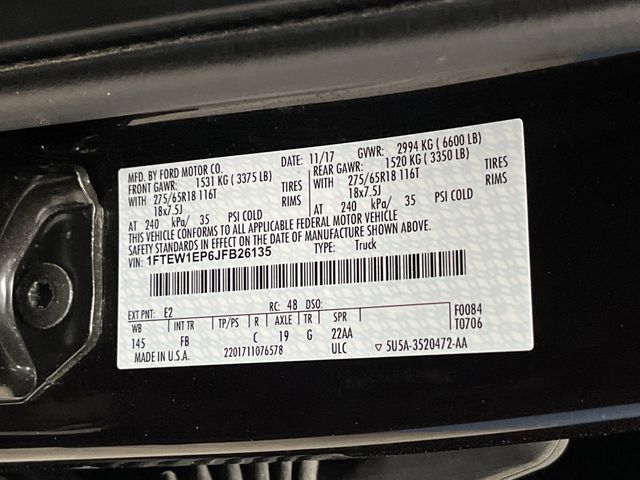 MFD. BY FORD MOTOR CO. DATE: 11/17 GVWR: 2994 KG ( 6600 LB)
FRONT GAWR: 1531 KG ( 3375 LB) REAR GAWR: 1520 KG ( 3350 LB)
WITH 275/65R18 116T TIRES WITH 275/65R18 116T TIRES
18x7.5J RIMS 18x7.5J RIMS
AT 240 kPa/ 35 PSI COLD AT 240 kPa/ 35 PSI COLD
THIS VEHICLE CONFORMS TO ALL APPLICABLE FEDERAL MOTOR VEHICLE
SAFETY STANDARDS IN EFFECT ON THE DATE OF MANUFACTURE SHOWN ABOVE.
VIN: 1FTEW1EP6JFB26135 TYPE: Truck
EXT PNT: E2 RC: 48 DSO: F0084
WB INT TR TP/PS R AXLE TR SPR T0706
145 FB C 19 G 22AA
MADE IN U.S.A. 2201711076578 ULC ▽ 5U5A-3520472-AA